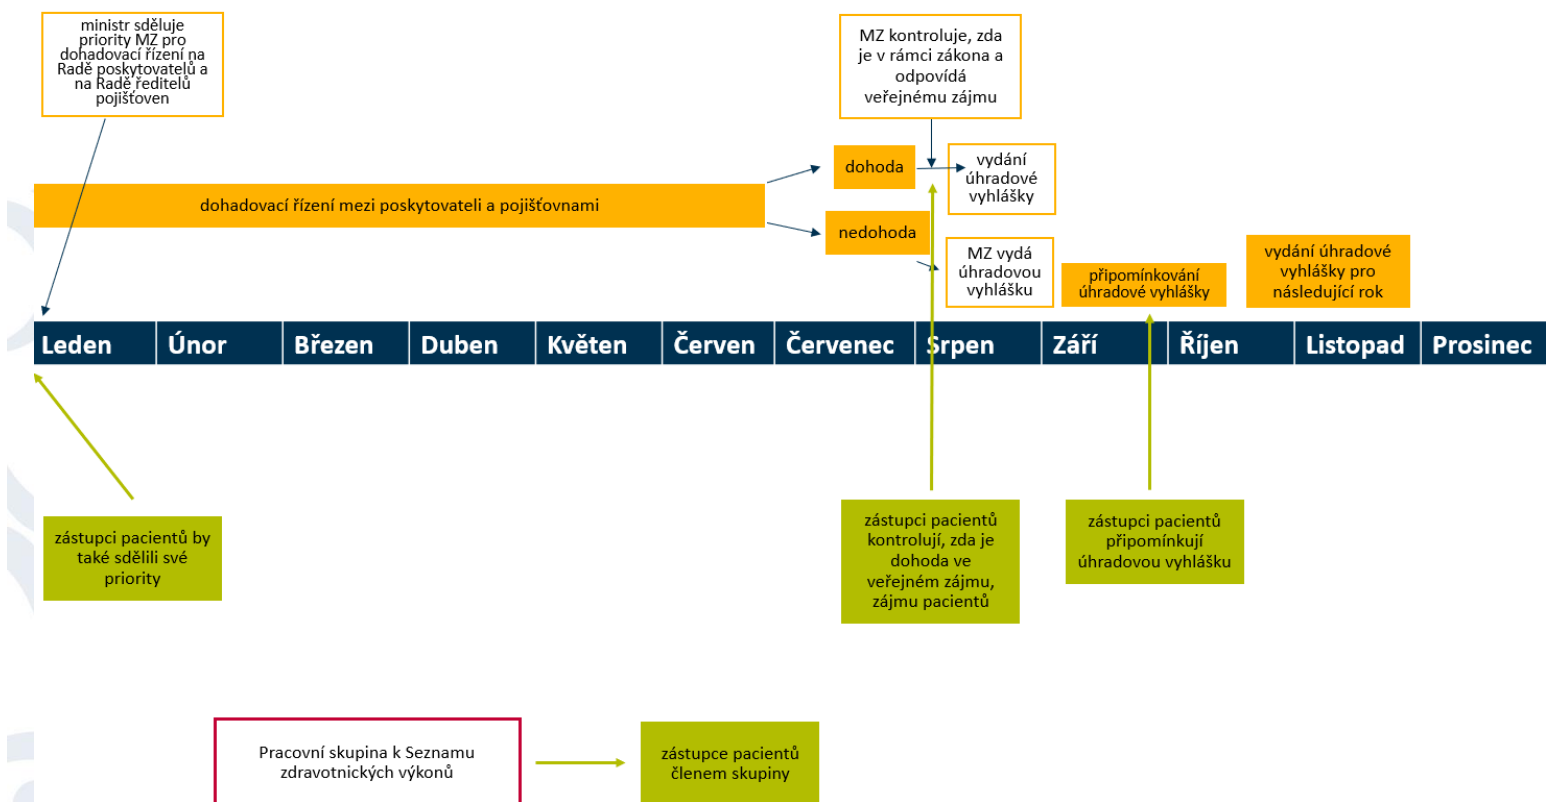 ministr sděluje
priority MZ pro
dohadovací řízení na
Radě poskytovatelů a
na Radě ředitelů
pojišťoven
MZ kontroluje, zda
je v rámci zákona a
odpovídá
veřejnému zájmu
dohoda
vydání
úhradové
vyhlášky
dohadovací řízení mezi poskytovateli a pojišťovnami
nedohoda
MZ vydá
úhradovou
vyhlášku
připomínkování
úhradové vyhlášky
vydání úhradové
vyhlášky pro
následující rok
Leden Únor Březen Duben Květen Červen Červenec Srpen Září Říjen Listopad Prosinec
zástupci pacientů by
také sdělili své
priority
zástupci pacientů
kontrolují, zda je
dohoda ve
veřejném zájmu,
zájmu pacientů
zástupci pacientů
připomínkují
úhradovou vyhlášku
Pracovní skupina k Seznamu
zdravotnických výkonů
zástupce pacientů
členem skupiny